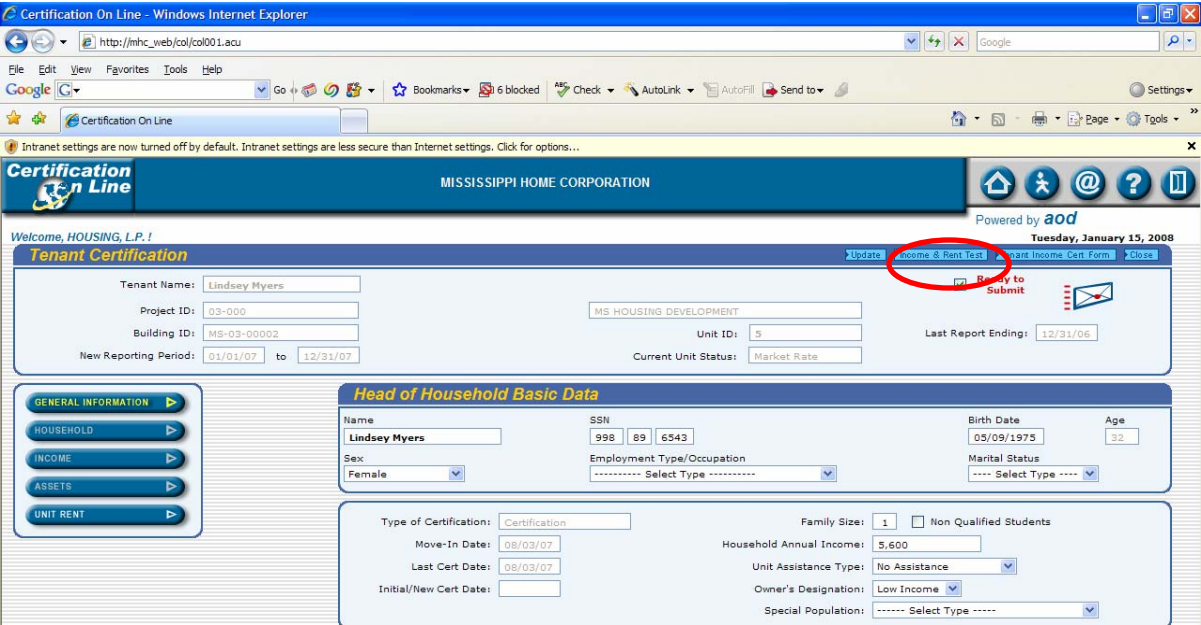 Certification On Line - Windows Internet Explorer
http://mhc_web/col/col001.acu
Google
File Edit View Favorites Tools Help
Google G Go Bookmarks 6 blocked ABC Check AutoLink AutoFill Send to Settings
Certification On Line Page Tools »
Intranet settings are now turned off by default. Intranet settings are less secure than Internet settings. Click for options...
Certification
On Line
MISSISSIPPI HOME CORPORATION
Powered by aod
Welcome, HOUSING, L.P. !
Tuesday, January 15, 2008
Tenant Certification
Update Income & Rent Test Tenant Income Cert Form Close
Tenant Name: Lindsey Myers
Ready to
Submit
Project ID: 03-000 MS HOUSING DEVELOPMENT
Building ID: MS-03-00002 Unit ID: 5 Last Report Ending: 12/31/06
New Reporting Period: 01/01/07 to 12/31/07 Current Unit Status: Market Rate
GENERAL INFORMATION
HOUSEHOLD
INCOME
ASSETS
UNIT RENT
Head of Household Basic Data
Name SSN Birth Date Age
Lindsey Myers 998 89 6543 05/09/1975 32
Sex Employment Type/Occupation Marital Status
Female ---------- Select Type ---------- ---- Select Type ----
Type of Certification: Certification Family Size: 1 Non Qualified Students
Move-In Date: 08/03/07 Household Annual Income: 5,600
Last Cert Date: 08/03/07 Unit Assistance Type: No Assistance
Initial/New Cert Date: Owner's Designation: Low Income
Special Population: ------ Select Type -----